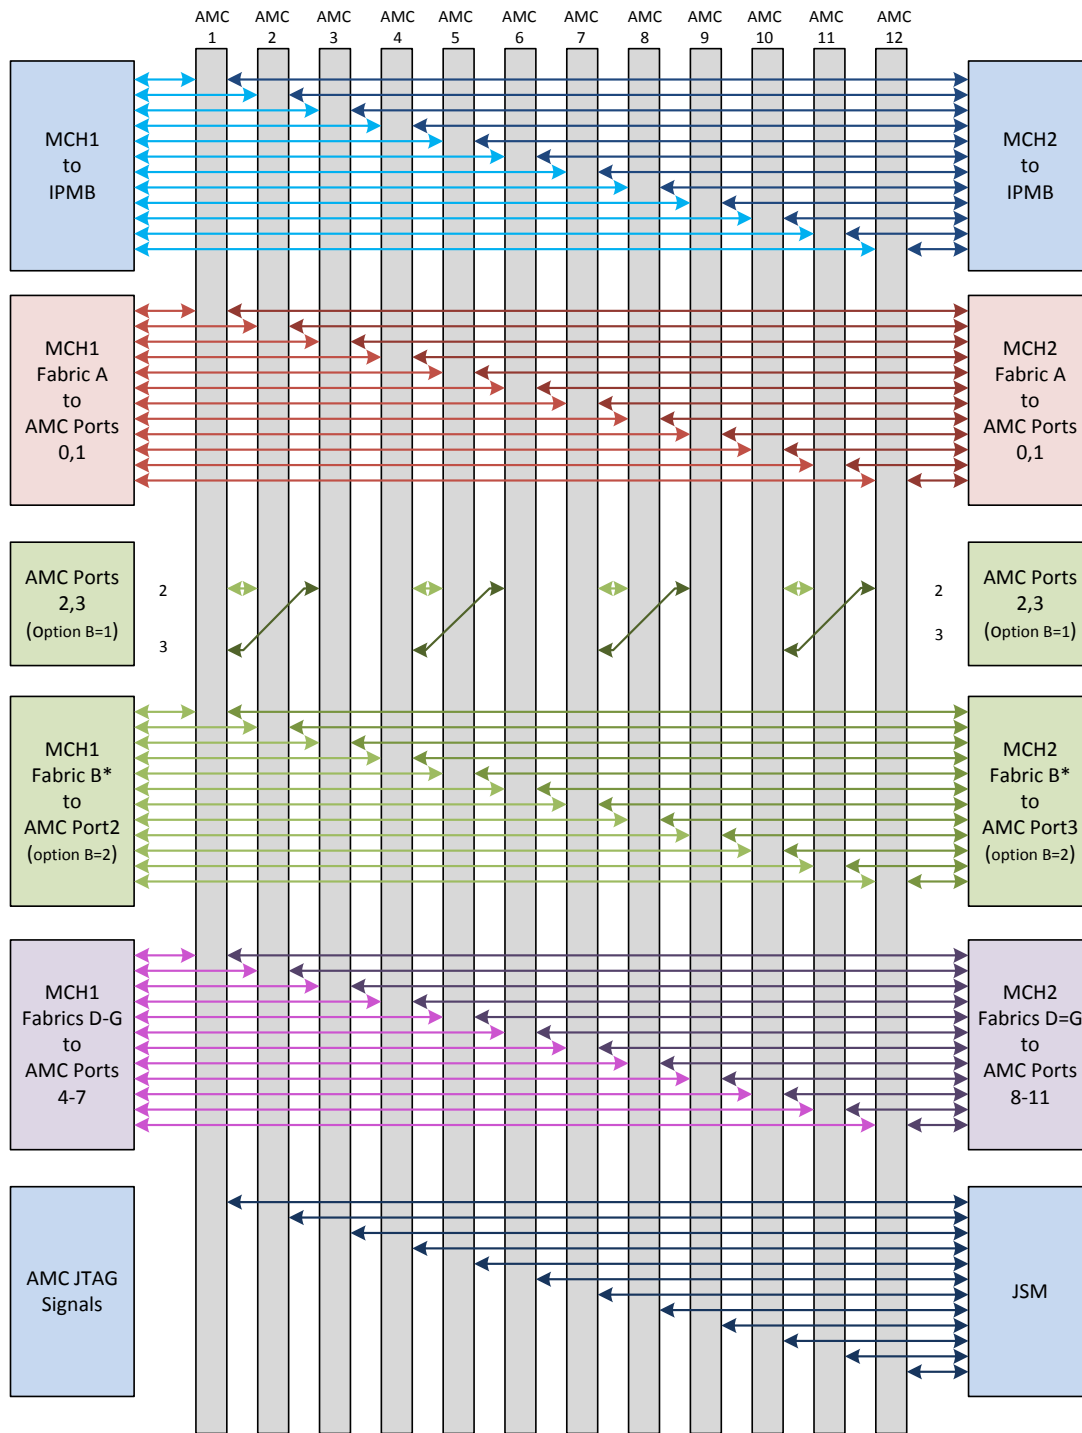 AMC AMC AMC AMC AMC AMC AMC AMC AMC AMC AMC AMC
1 2 3 4 5 6 7 8 9 10 11 12
MCH1
to
IPMB
MCH2
to
IPMB
MCH1
Fabric A
to
AMC Ports
0,1
MCH2
Fabric A
to
AMC Ports
0,1
AMC Ports
2,3
(Option B=1)
2
3
2
3
AMC Ports
2,3
(Option B=1)
MCH1
Fabric B*
to
AMC Port2
(option B=2)
MCH2
Fabric B*
to
AMC Port3
(option B=2)
MCH1
Fabrics D-G
to
AMC Ports
4-7
MCH2
Fabrics D=G
to
AMC Ports
8-11
AMC JTAG
Signals
JSM